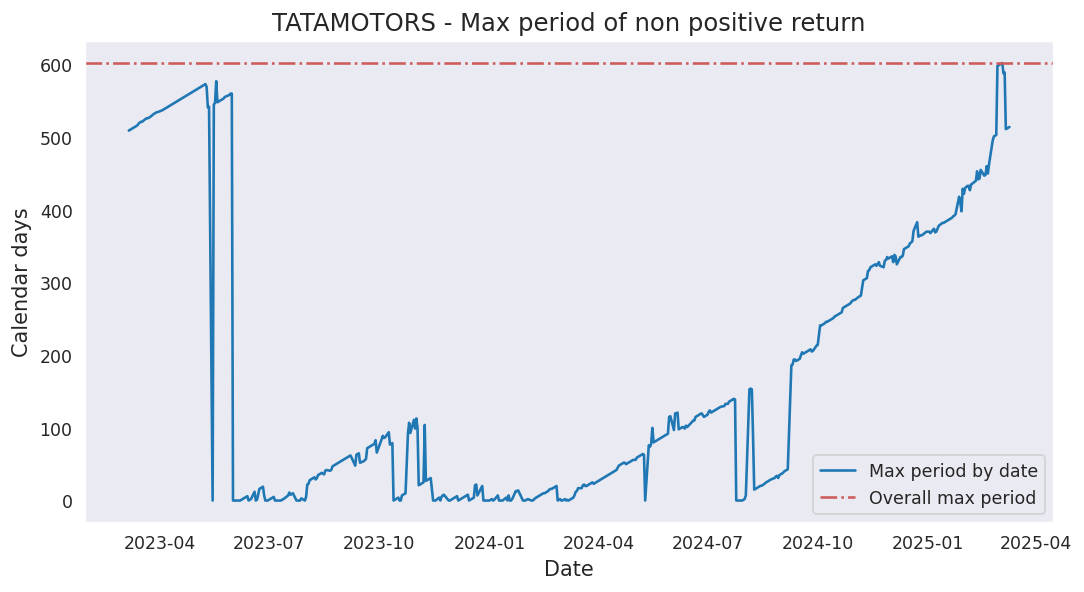 TATAMOTORS - Max period of non positive return
Calendar days
600
500
400
300
200
100
0
Max period by date
Overall max period
2023-04 2023-07 2023-10 2024-01 2024-04 2024-07 2024-10 2025-01 2025-04
Date